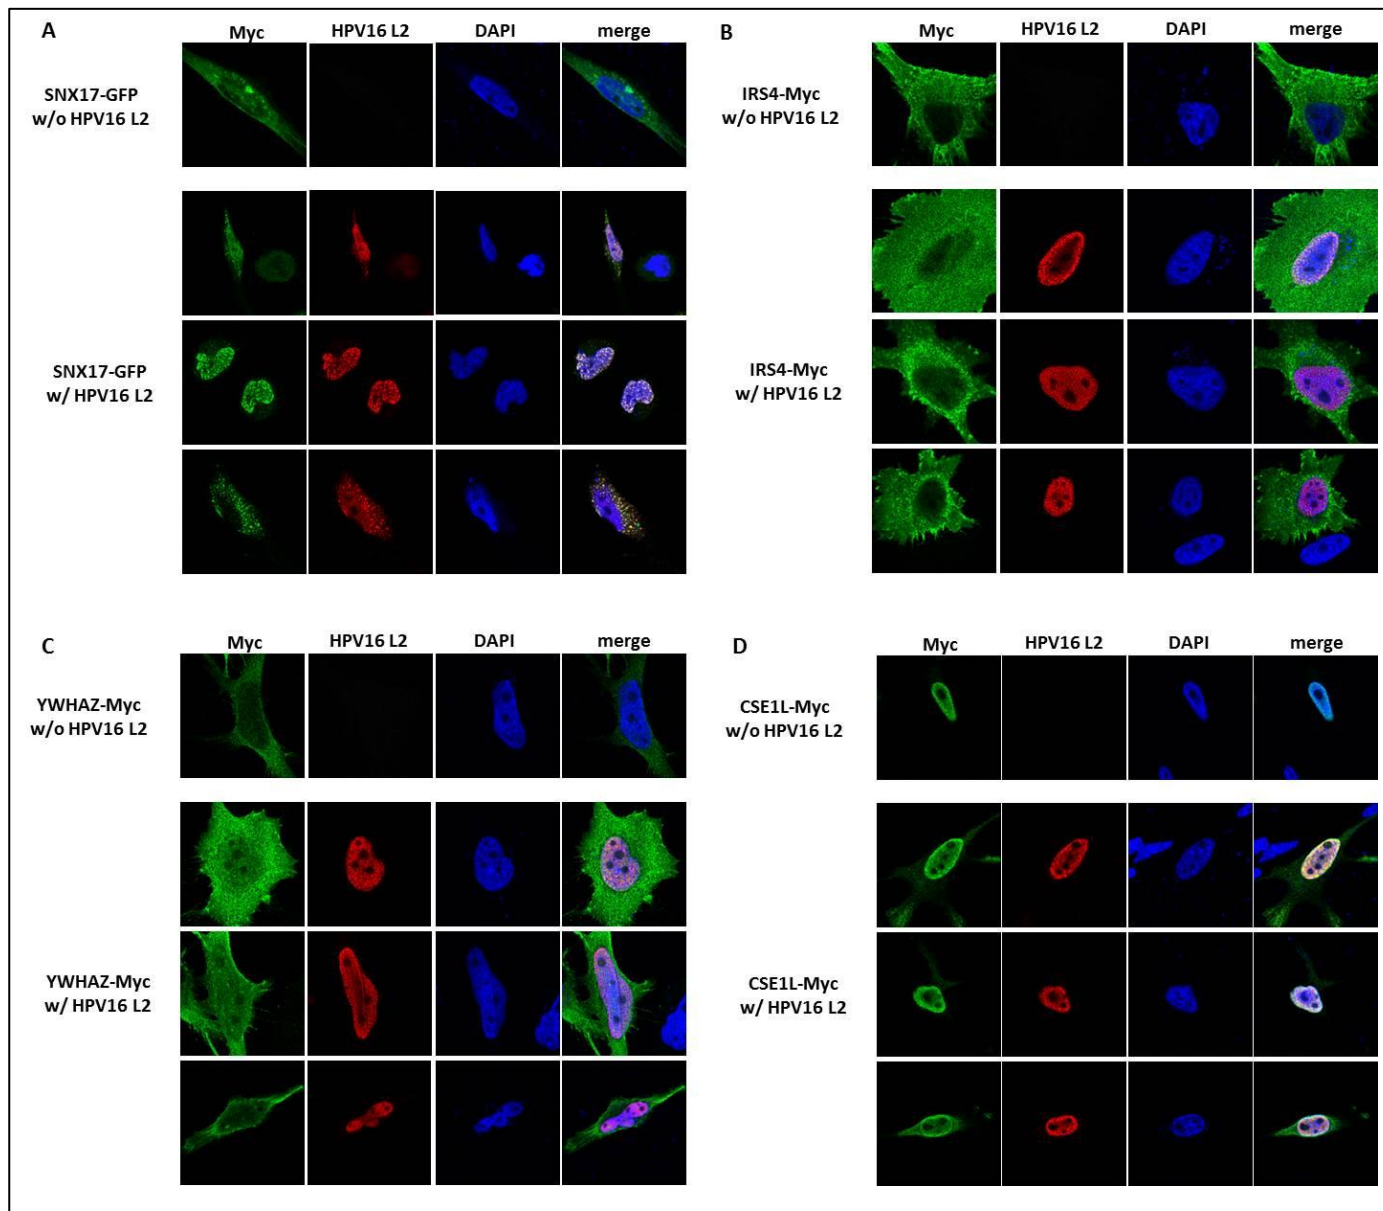 A
Myc HPV16 L2 DAPI merge
SNX17-GFP
w/o HPV16 L2
SNX17-GFP
w/ HPV16 L2
B
Myc HPV16 L2 DAPI merge
IRS4-Myc
w/o HPV16 L2
IRS4-Myc
w/ HPV16 L2
C
Myc HPV16 L2 DAPI merge
YWHAZ-Myc
w/o HPV16 L2
YWHAZ-Myc
w/ HPV16 L2
D
Myc HPV16 L2 DAPI merge
CSE1L-Myc
w/o HPV16 L2
CSE1L-Myc
w/ HPV16 L2